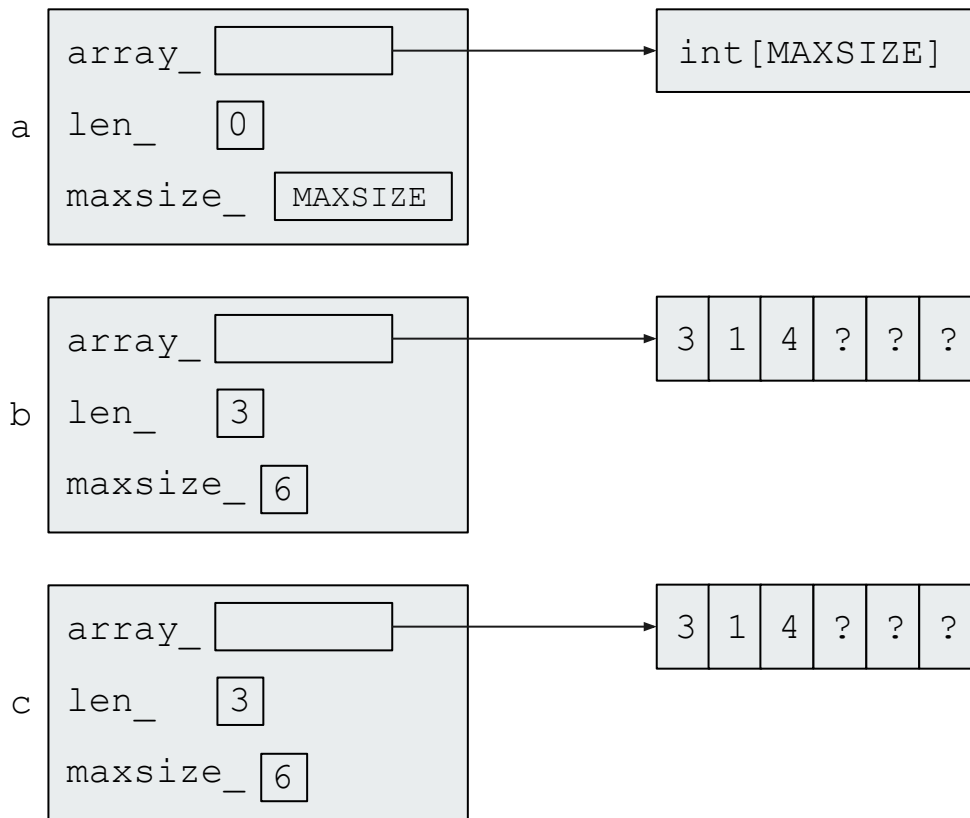 array_ int[MAXSIZE]
a len_ 0
maxsize_ MAXSIZE
array_ 3 1 4 ? ? ?
b len_ 3
maxsize_ 6
array_ 3 1 4 ? ? ?
c len_ 3
maxsize_ 6